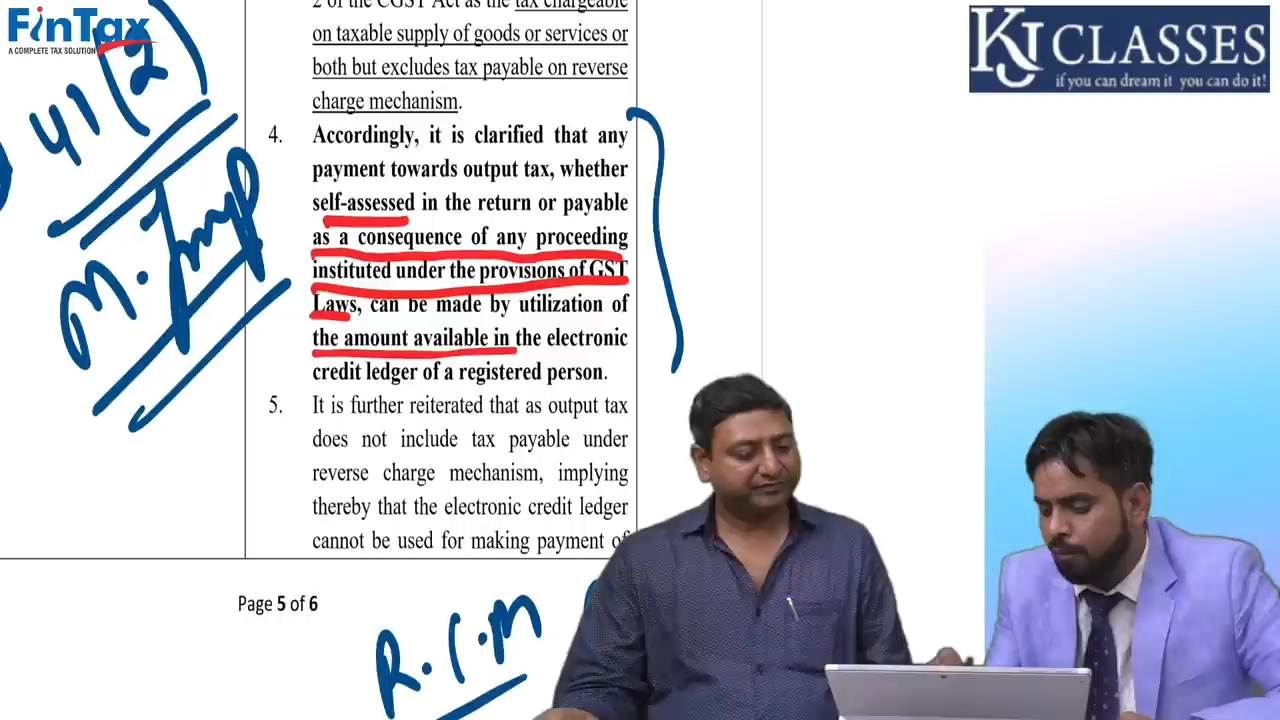 FinTax
A COMPLETE TAX SOLUTION
KJ CLASSES
if you can dream it you can do it!
2 of the CGST Act as the tax chargeable
on taxable supply of goods or services or
both but excludes tax payable on reverse
charge mechanism.
4. Accordingly, it is clarified that any
payment towards output tax, whether
self-assessed in the return or payable
as a consequence of any proceeding
instituted under the provisions of GST
Laws, can be made by utilization of
the amount available in the electronic
credit ledger of a registered person.
5. It is further reiterated that as output tax
does not include tax payable under
reverse charge mechanism, implying
thereby that the electronic credit ledger
cannot be used for making payment of
Page 5 of 6
41(2)
M. Imp
R.C.M